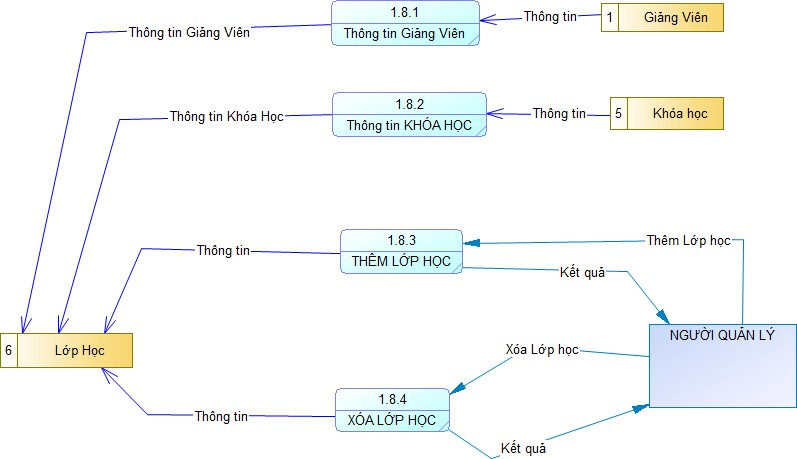 1.8.1
Thông tin Giảng Viên
Thông tin
1 Giảng Viên
Thông tin Giảng Viên
1.8.2
Thông tin KHÓA HỌC
Thông tin
5 Khóa học
Thông tin Khóa Học
1.8.3
THÊM LỚP HỌC
Thêm Lớp học
Thông tin
Kết quả
NGƯỜI QUẢN LÝ
6 Lớp Học
Xóa Lớp học
1.8.4
XÓA LỚP HỌC
Thông tin
Kết quả